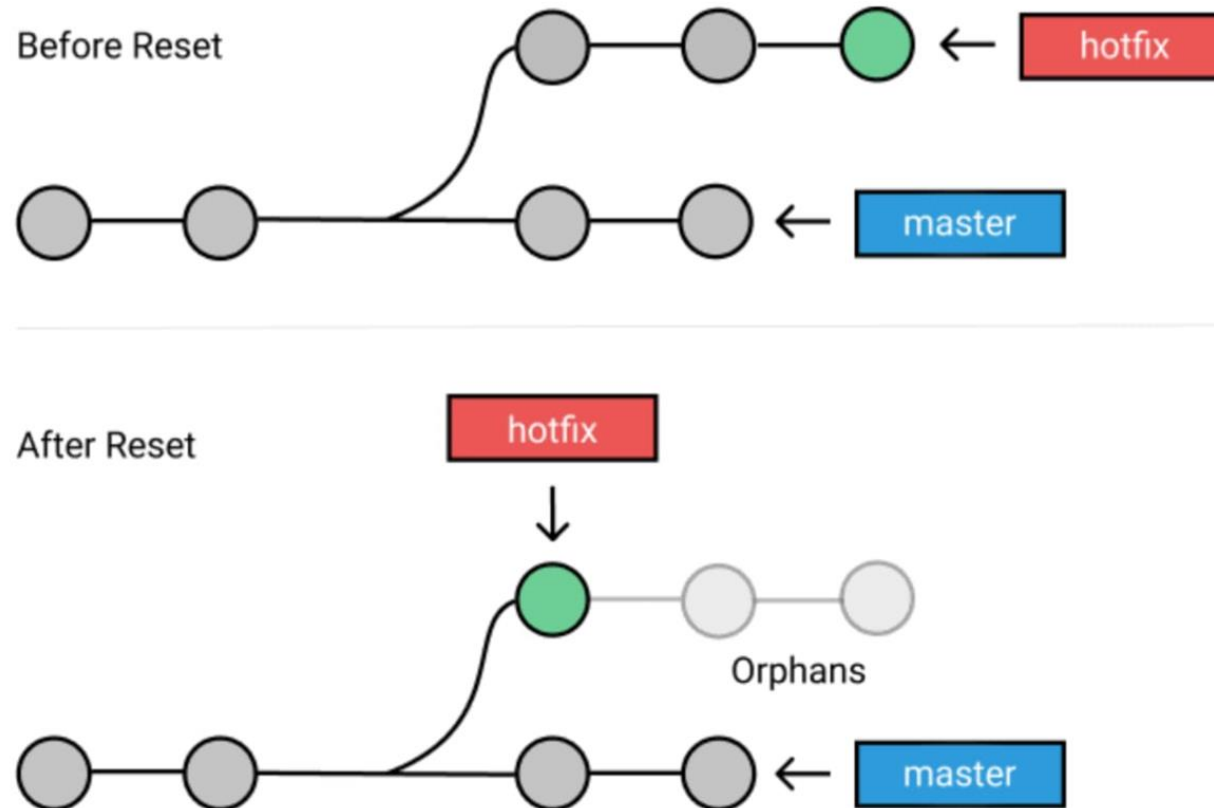 Before Reset
hotfix
master
After Reset
hotfix
Orphans
master